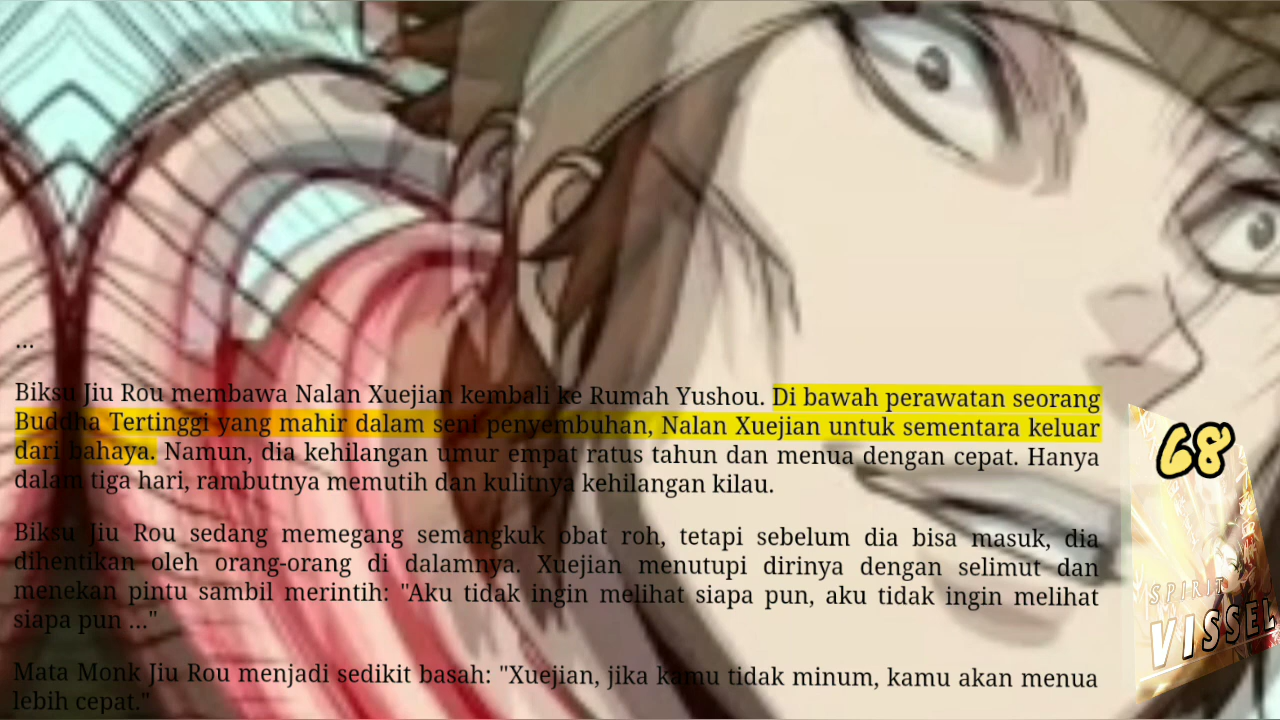 ...
Biksu Jiu Rou membawa Nalan Xuejian kembali ke Rumah Yushou. Di bawah perawatan seorang
Buddha Tertinggi yang mahir dalam seni penyembuhan, Nalan Xuejian untuk sementara keluar
dari bahaya. Namun, dia kehilangan umur empat ratus tahun dan menua dengan cepat. Hanya
dalam tiga hari, rambutnya memutih dan kulitnya kehilangan kilau.
Biksu Jiu Rou sedang memegang semangkuk obat roh, tetapi sebelum dia bisa masuk, dia
dihentikan oleh orang-orang di dalamnya. Xuejian menutupi dirinya dengan selimut dan
menekan pintu sambil merintih: "Aku tidak ingin melihat siapa pun, aku tidak ingin melihat
siapa pun ..."
Mata Monk Jiu Rou menjadi sedikit basah: "Xuejian, jika kamu tidak minum, kamu akan menua
lebih cepat."
68
SPIRIT
VISSEL